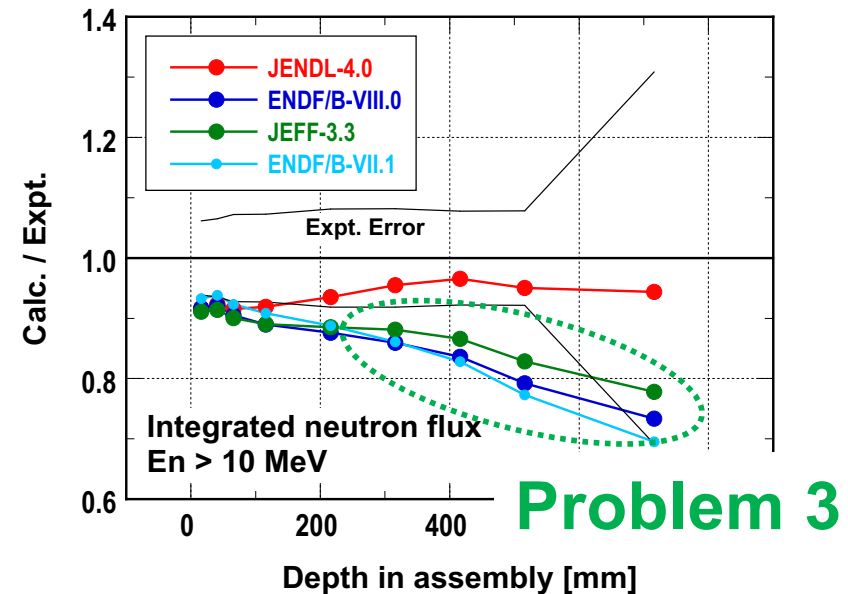 1.4
1.2
1.0
0.8
0.6
Calc. / Expt.
JENDL-4.0
ENDF/B-VIII.0
JEFF-3.3
ENDF/B-VII.1
Expt. Error
Integrated neutron flux
En > 10 MeV
Problem 3
0 200 400
Depth in assembly [mm]